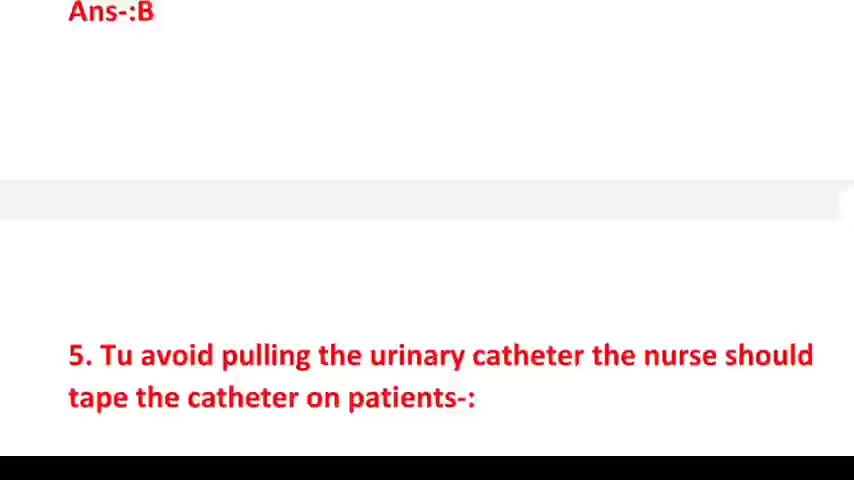 Ans-:B
5. Tu avoid pulling the urinary catheter the nurse should
tape the catheter on patients-: